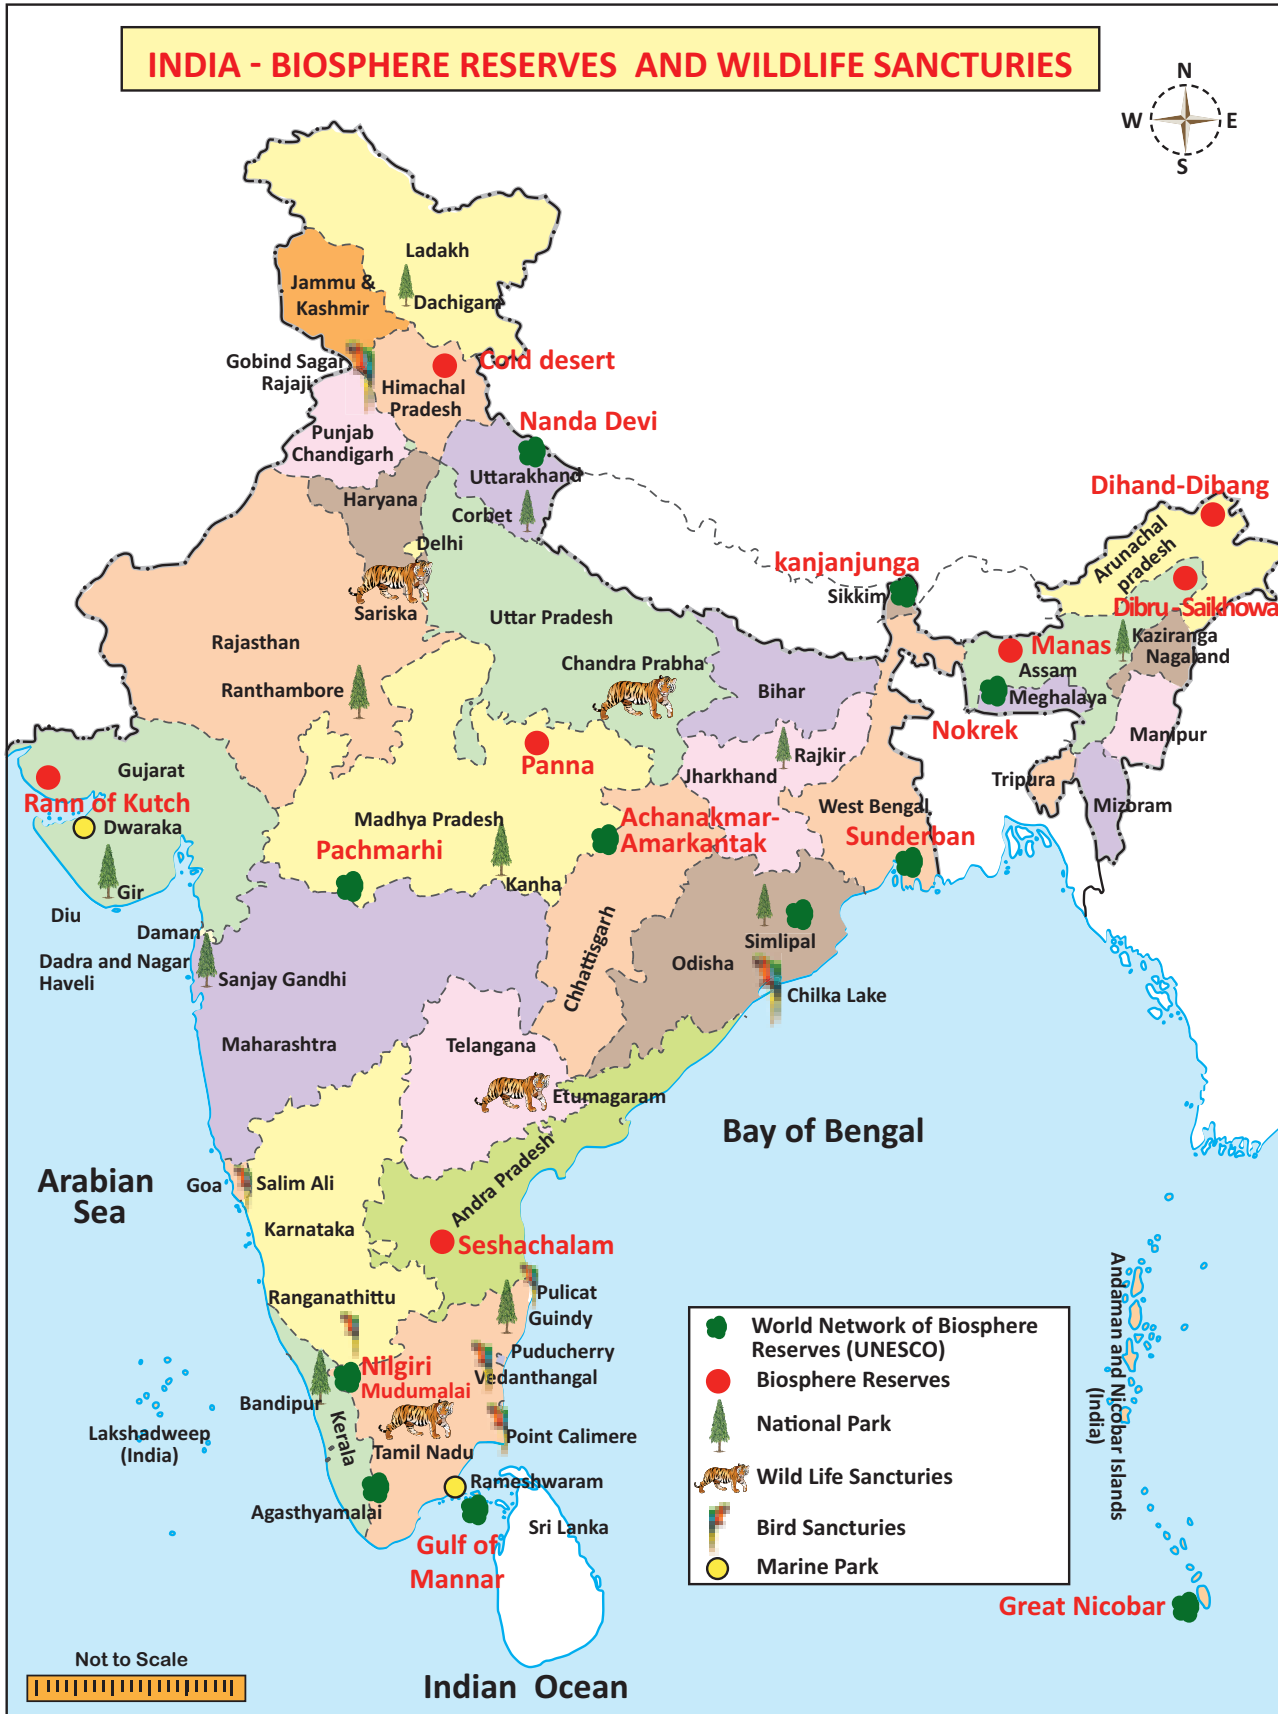 INDIA - BIOSPHERE RESERVES AND WILDLIFE SANCTURIES
N
W
E
S
Ladakh
Jammu &
Kashmir
Dachigam
Gobind Sagar
Rajaji
Cold desert
Himachal
Pradesh
Nanda Devi
Punjab
Chandigarh
Uttarakhand
Haryana
Corbet
Delhi
Dihand-Dibang
Arunachal
pradesh
kanjanjunga
Sikkim
Sariska
Dibru-Saikhowa
Uttar Pradesh
Rajasthan
Kaziranga
Manas
Nagaland
Assam
Chandra Prabha
Ranthambore
Bihar
Meghalaya
Nokrek
Manipur
Rajkir
Panna
Gujarat
Jharkhand
Tripura
Rann of Kutch
West Bengal
Mizoram
Dwaraka
Madhya Pradesh
Achanakmar-
Amarkantak
Sunderban
Pachmarhi
Kanha
Gir
Diu
Daman
Simlipal
Dadra and Nagar
Haveli
Sanjay Gandhi
Chhattisgarh
Odisha
Chilka Lake
Maharashtra
Telangana
Etumagaram
Bay of Bengal
Arabian
Sea
Goa
Salim Ali
Andra Pradesh
Karnataka
Seshachalam
Ranganathittu
Pulicat
Guindy
Andaman and Nicobar Islands
(India)
World Network of Biosphere
Reserves (UNESCO)
Biosphere Reserves
National Park
Wild Life Sancturies
Bird Sancturies
Marine Park
Puducherry
Nilgiri
Mudumalai
Vedanthangal
Bandipur
Kerala
Lakshadweep
(India)
Point Calimere
Tamil Nadu
Rameshwaram
Agasthyamalai
Sri Lanka
Gulf of
Mannar
Great Nicobar
Not to Scale
Indian Ocean